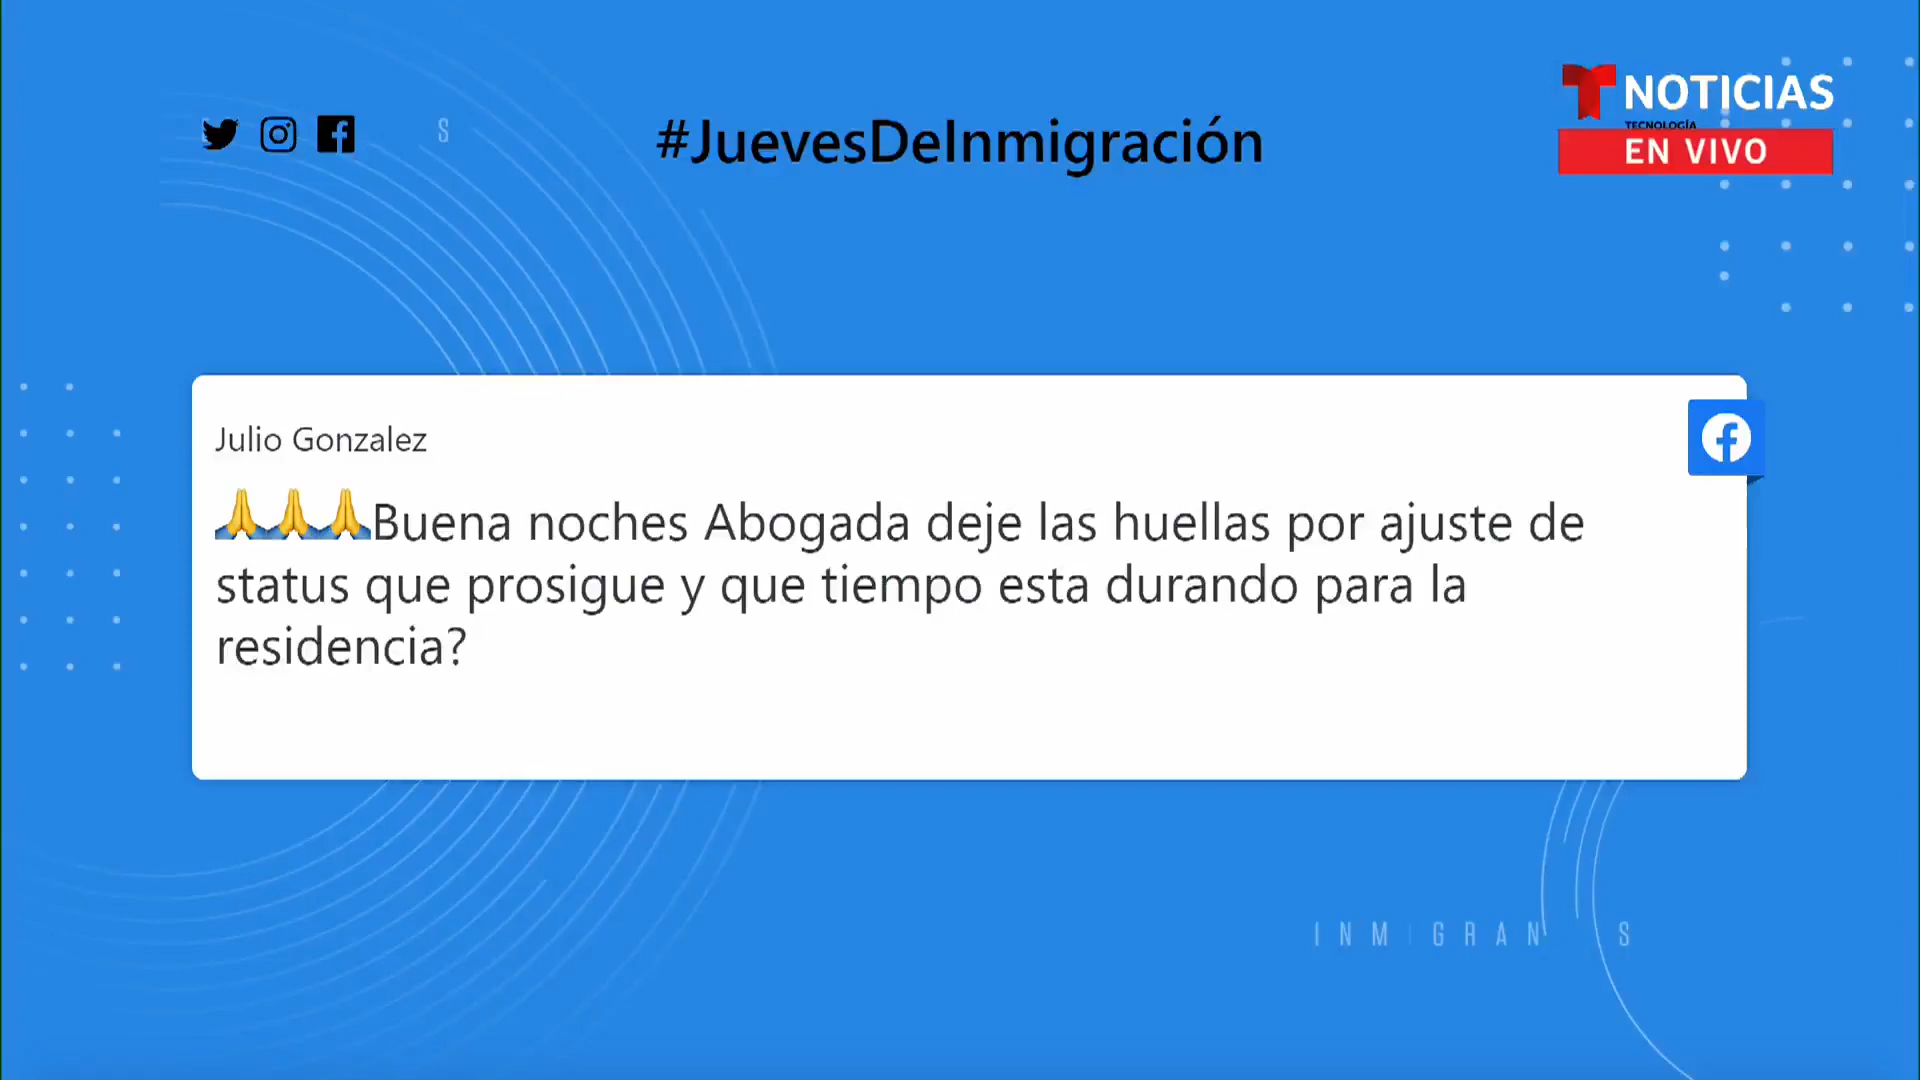 S
#JuevesDeInmigración
NOTICIAS
TECNOLOGÍA
EN VIVO
Julio Gonzalez
🙏🙏🙏Buena noches Abogada deje las huellas por ajuste de
status que prosigue y que tiempo esta durando para la
residencia?
INMIGRAN S